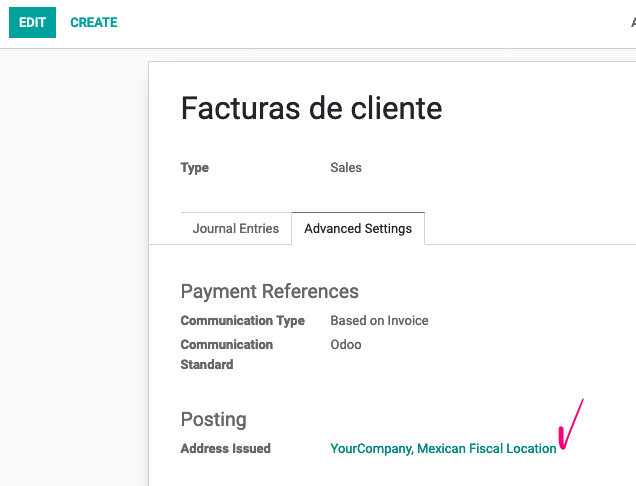 EDIT CREATE
Facturas de cliente
Type Sales
Journal Entries Advanced Settings
Payment References
Communication Type Based on Invoice
Communication Odoo
Standard
Posting
Address Issued YourCompany, Mexican Fiscal Location